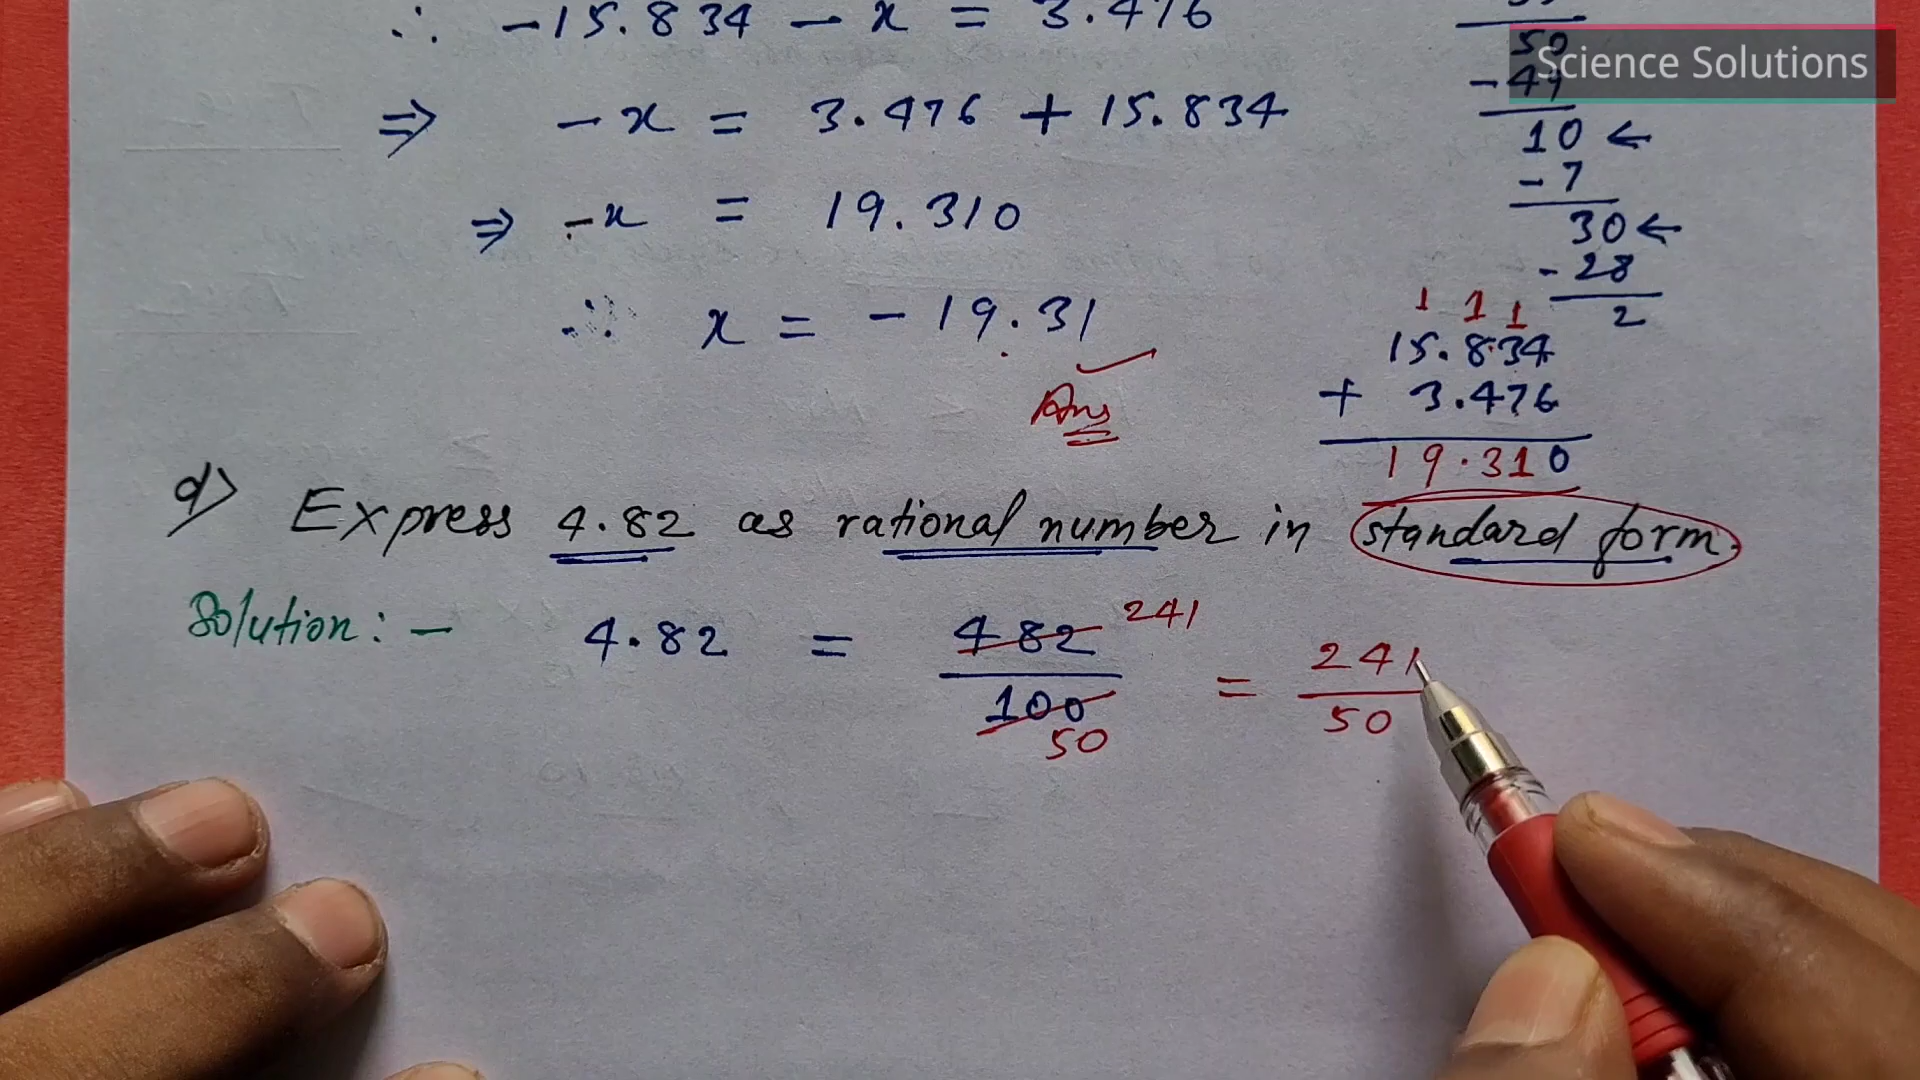 ∴ -15.834 - x = 3.476
⇒ -x = 3.476 + 15.834
⇒ -x = 19.310
∴ x = -19.31
Ans
50
- 49
10 ←
- 7
30 ←
- 28
2
1 1 1
15.834
+ 3.476
19.310
Science Solutions
d) Express 4.82 as rational number in standard form.
Solution :- 4.82 = 482/100 = 241/50
241
50